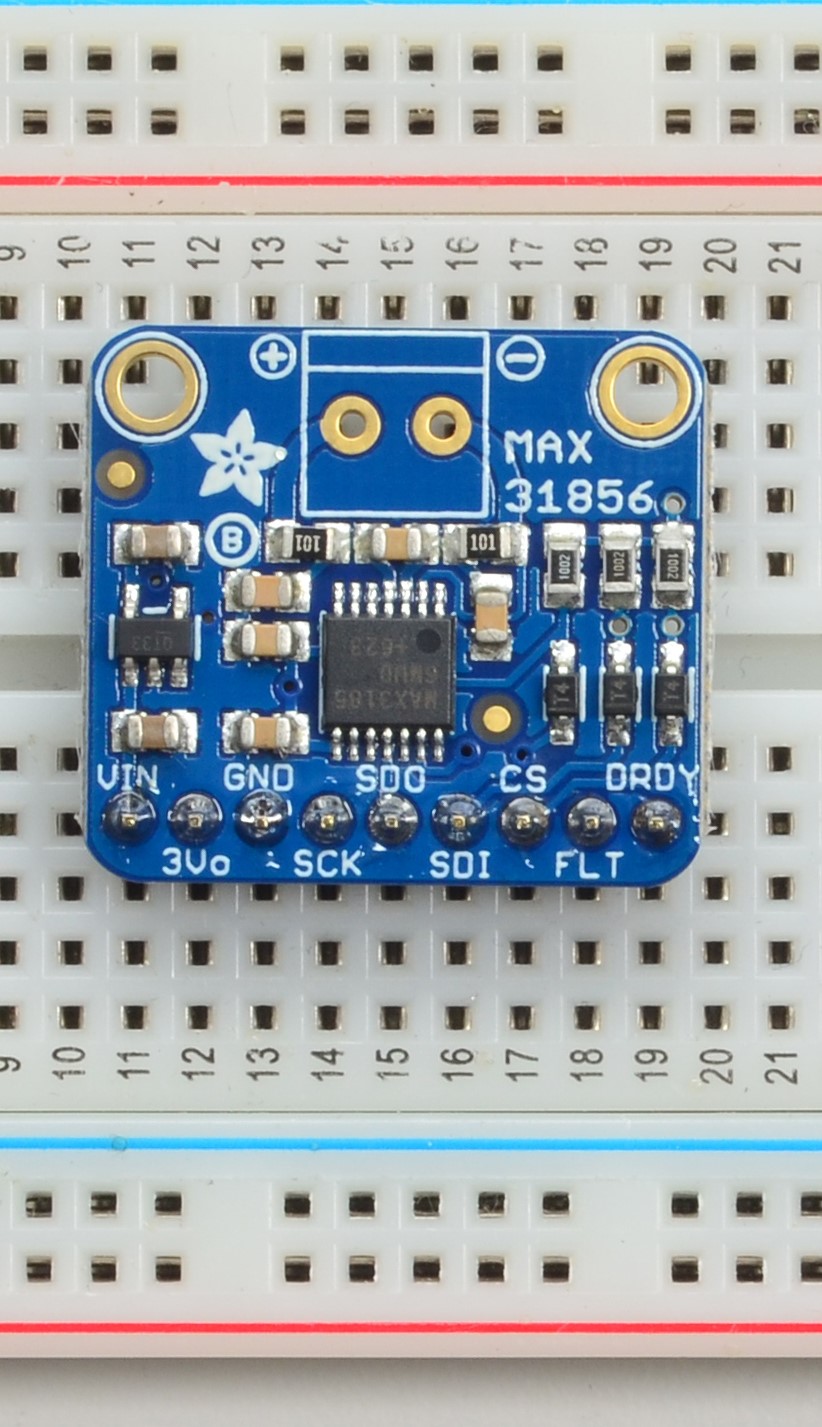 9 10 11 12 13 14 15 16 17 18 19 20 21
+ −
MAX
31856
B
101 101
1002 1002 1002
MAX3185
6MUD
+623
T4 T4 T4
VIN GND SDO CS DRDY
3Vo SCK SDI FLT
9 10 11 12 13 14 15 16 17 18 19 20 21